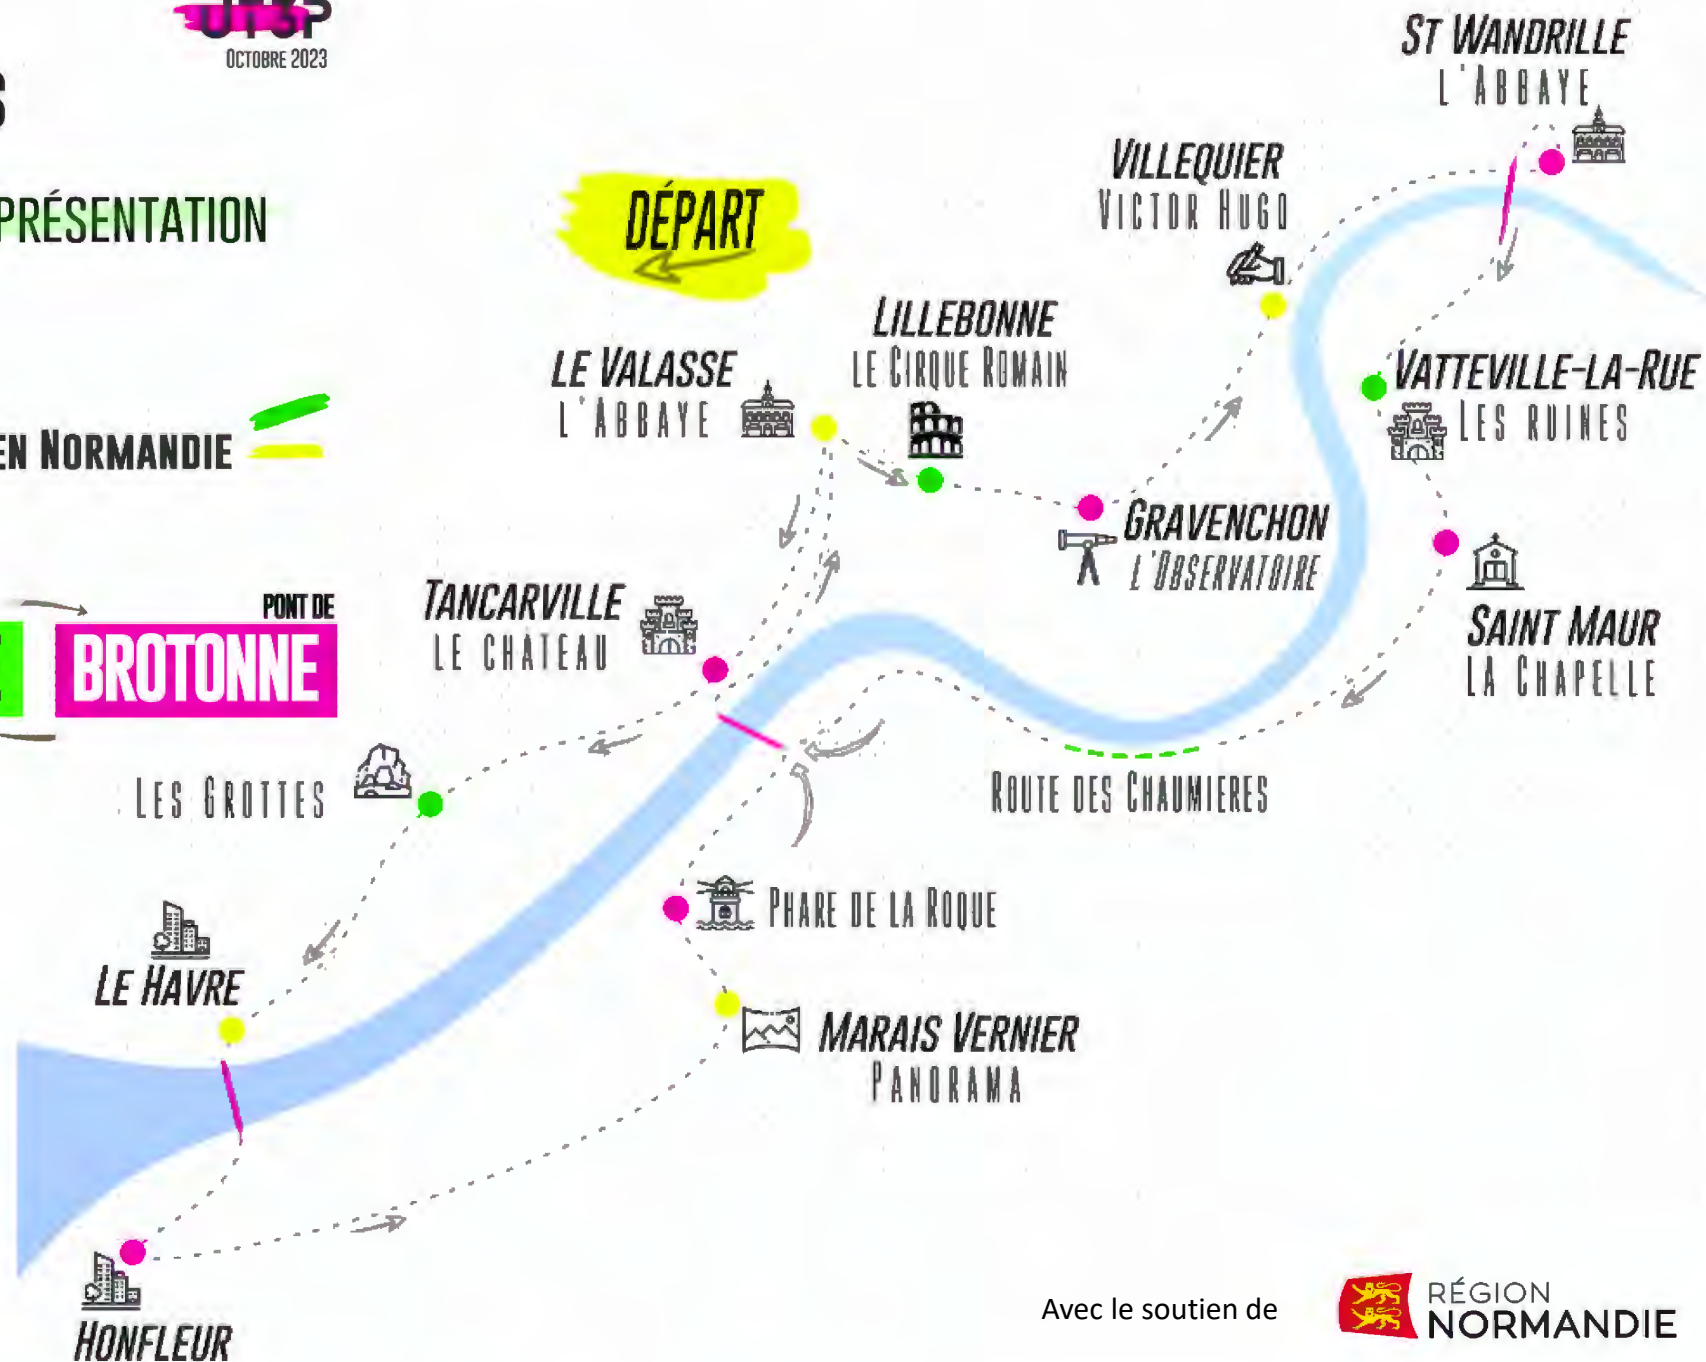 OCTOBRE 2023
S
PRÉSENTATION
EN NORMANDIE
PONT DE
BROTONNE
DÉPART
ST WANDRILLE
L'ABBAYE
VILLEQUIER
VICTOR HUGO
LILLEBONNE
LE CIRQUE ROMAIN
LE VALASSE
L'ABBAYE
VATTEVILLE-LA-RUE
LES RUINES
GRAVENCHON
L'OBSERVATOIRE
TANCARVILLE
LE CHATEAU
SAINT MAUR
LA CHAPELLE
LES GROTTES
ROUTE DES CHAUMIERES
PHARE DE LA ROQUE
LE HAVRE
MARAIS VERNIER
PANORAMA
HONFLEUR
Avec le soutien de
RÉGION
NORMANDIE